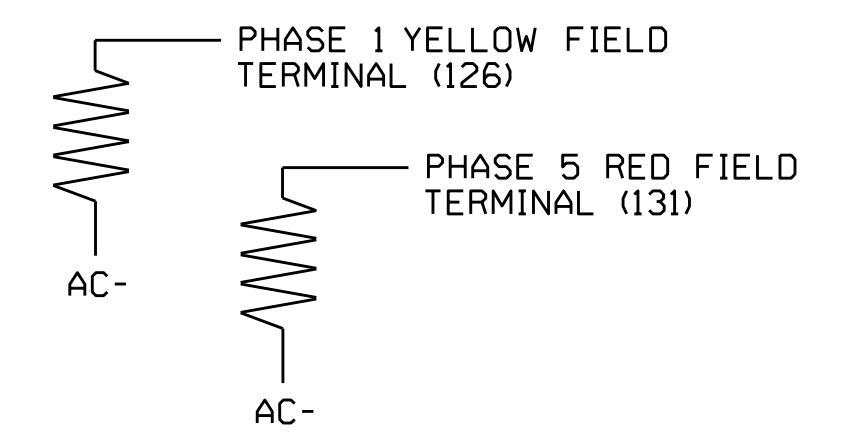 PHASE 1 YELLOW FIELD
TERMINAL (126)
AC-
PHASE 5 RED FIELD
TERMINAL (131)
AC-